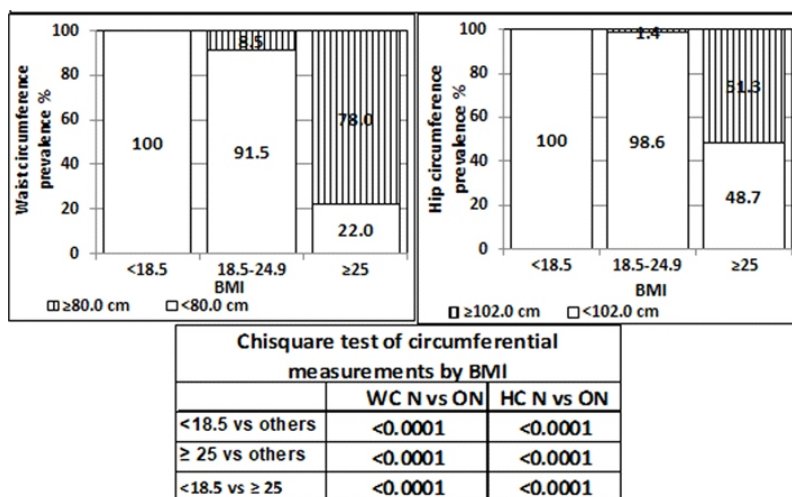 Waist circumference
prevalence %
100
80
60
40
20
0
8.5
78.0
100
91.5
22.0
<18.5
18.5-24.9
≥25
BMI
≥80.0 cm
<80.0 cm
Hip circumference
prevalence %
100
80
60
40
20
0
1.4
51.3
100
98.6
48.7
<18.5
18.5-24.9
≥25
BMI
≥102.0 cm
<102.0 cm
Chisquare test of circumferential
measurements by BMI
WC N vs ON HC N vs ON
<18.5 vs others <0.0001 <0.0001
≥ 25 vs others <0.0001 <0.0001
<18.5 vs ≥ 25 <0.0001 <0.0001